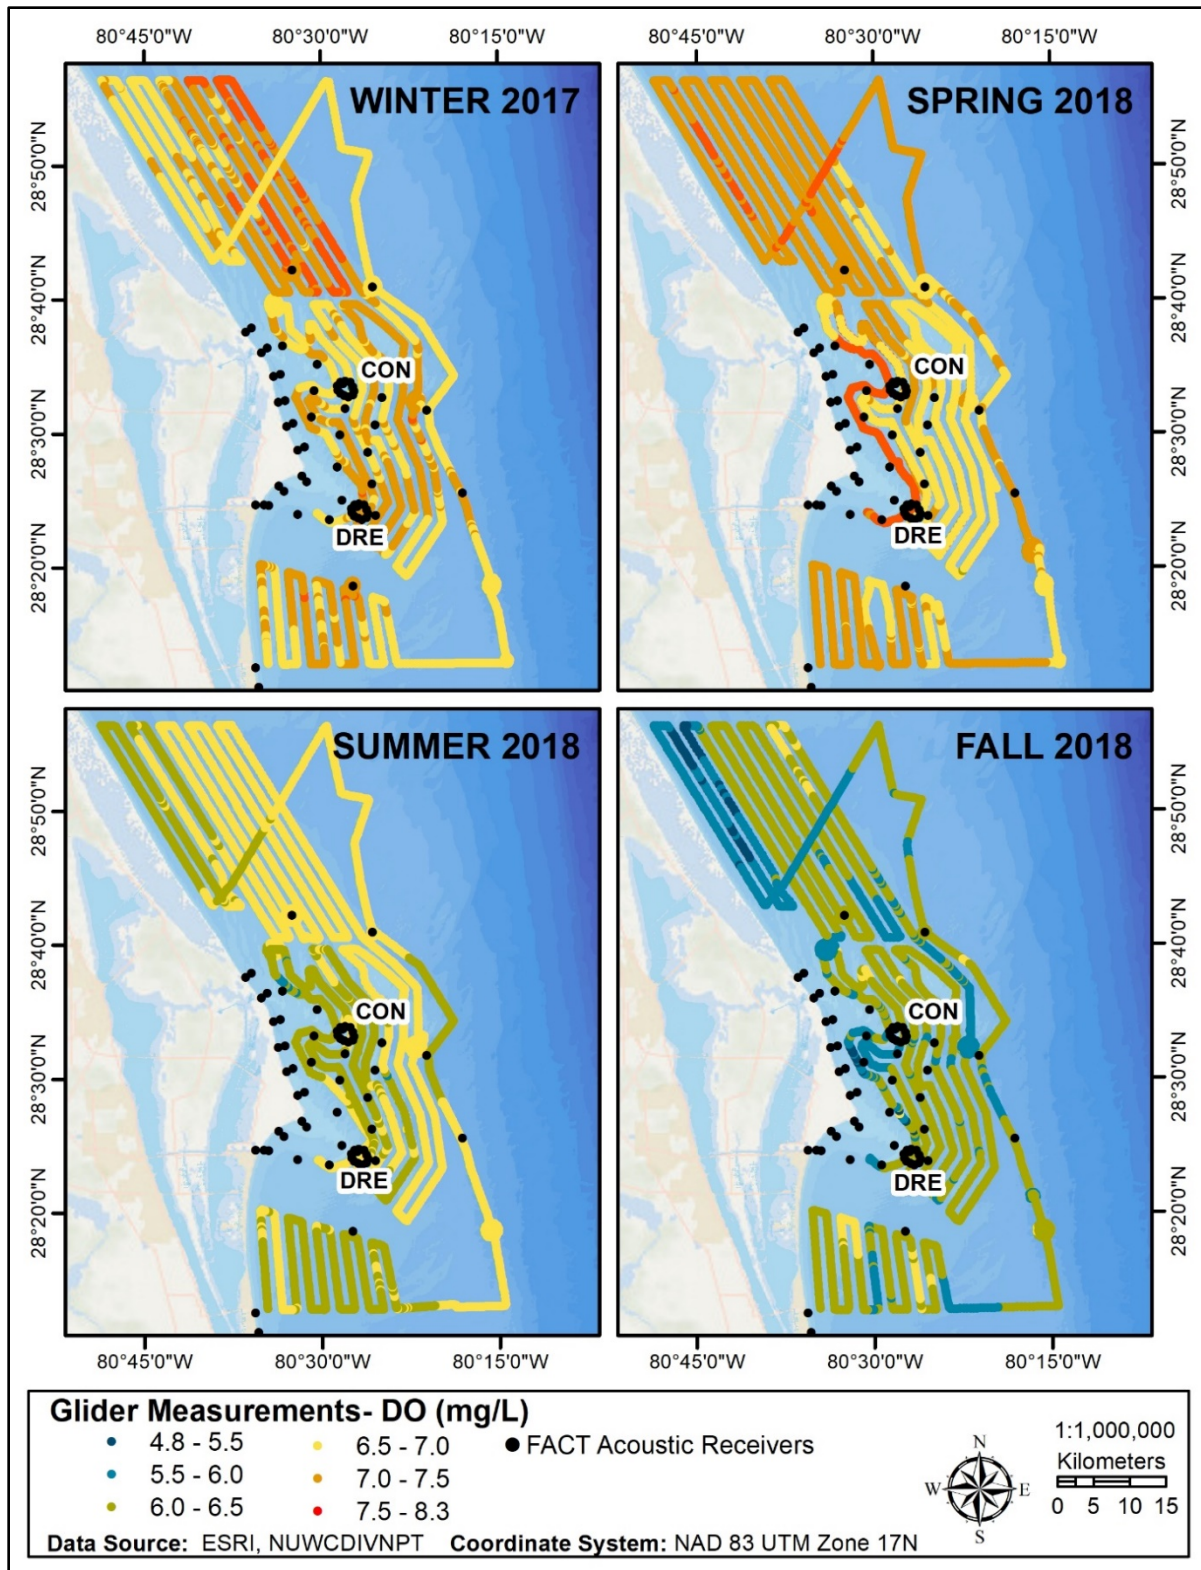 80°45'0"W 80°30'0"W 80°15'0"W 80°45'0"W 80°30'0"W 80°15'0"W
WINTER 2017
SPRING 2018
28°50'0"N
28°40'0"N
28°30'0"N
28°20'0"N
CON
DRE
CON
DRE
28°50'0"N
28°40'0"N
28°30'0"N
28°20'0"N
SUMMER 2018
FALL 2018
28°50'0"N
28°40'0"N
28°30'0"N
28°20'0"N
CON
DRE
CON
DRE
28°50'0"N
28°40'0"N
28°30'0"N
28°20'0"N
80°45'0"W 80°30'0"W 80°15'0"W 80°45'0"W 80°30'0"W 80°15'0"W
Glider Measurements- DO (mg/L)
4.8 - 5.5 6.5 - 7.0 FACT Acoustic Receivers
5.5 - 6.0 7.0 - 7.5
6.0 - 6.5 7.5 - 8.3
N
W E
S
1:1,000,000
Kilometers
0 5 10 15
Data Source: ESRI, NUWCDIVNPT Coordinate System: NAD 83 UTM Zone 17N